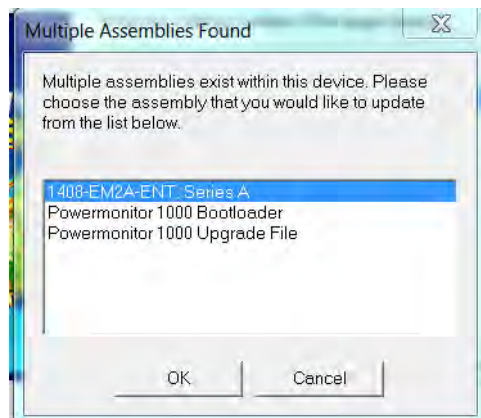 Multiple Assemblies Found
Multiple assemblies exist within this device. Please
choose the assembly that you would like to update
from the list below.
1408-EM2A-ENT: Series A
Powermonitor 1000 Bootloader
Powermonitor 1000 Upgrade File
OK
Cancel